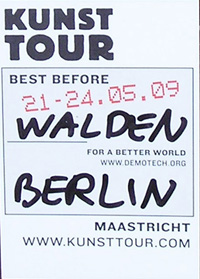 KUNST
TOUR
BEST BEFORE
21-24.05.09
WALDEN
FOR A BETTER WORLD
WWW.DEMOTECH.ORG
BERLIN
MAASTRICHT
WWW.KUNSTTOUR.COM